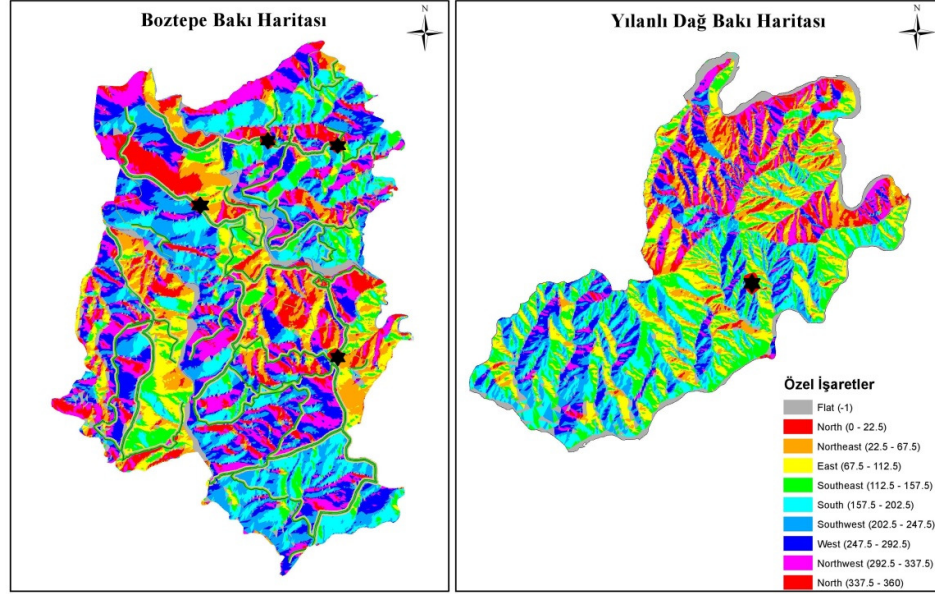 Boztepe Bakı Haritası
Yılanlı Dağ Bakı Haritası
Özel İşaretler
Flat (-1)
North (0 - 22.5)
Northeast (22.5 - 67.5)
East (67.5 - 112.5)
Southeast (112.5 - 157.5)
South (157.5 - 202.5)
Southwest (202.5 - 247.5)
West (247.5 - 292.5)
Northwest (292.5 - 337.5)
North (337.5 - 360)